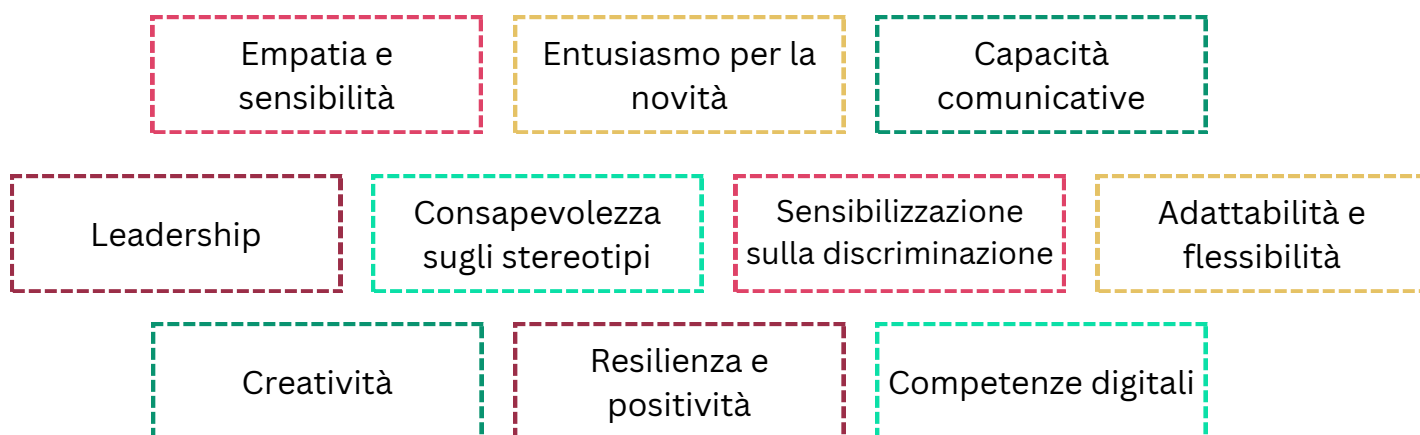 Empatia e
sensibilità
Entusiasmo per la
novità
Capacità
comunicative
Leadership
Consapevolezza
sugli stereotipi
Sensibilizzazione
sulla discriminazione
Adattabilità e
flessibilità
Creatività
Resilienza e
positività
Competenze digitali